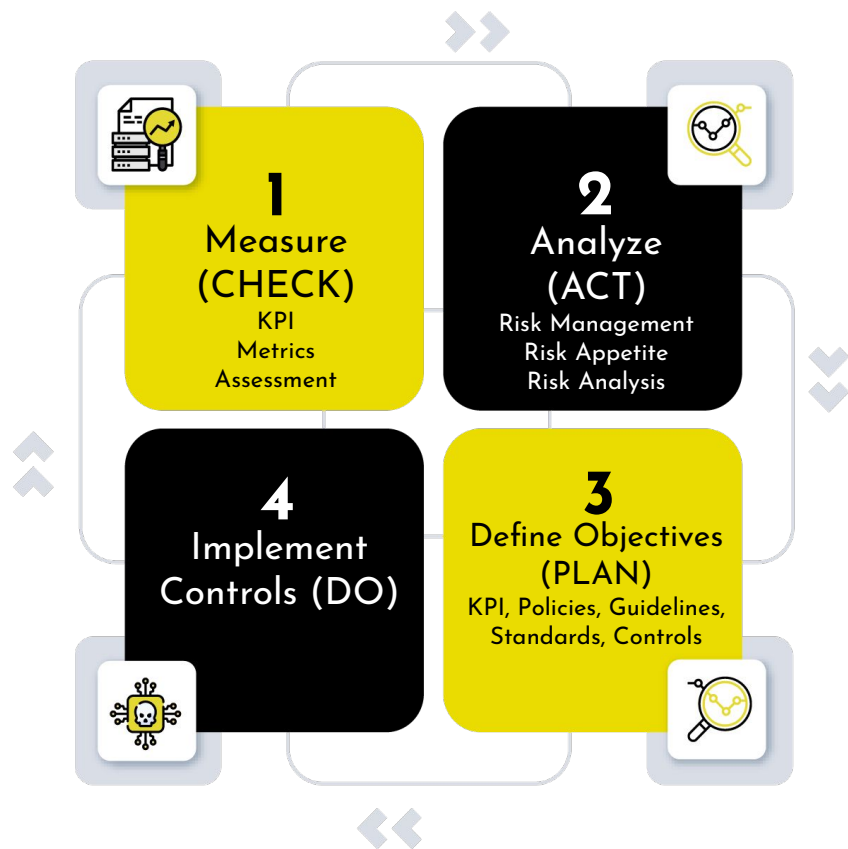 1
Measure
(CHECK)
KPI
Metrics
Assessment
2
Analyze
(ACT)
Risk Management
Risk Appetite
Risk Analysis
3
Define Objectives
(PLAN)
KPI, Policies, Guidelines,
Standards, Controls
4
Implement
Controls (DO)